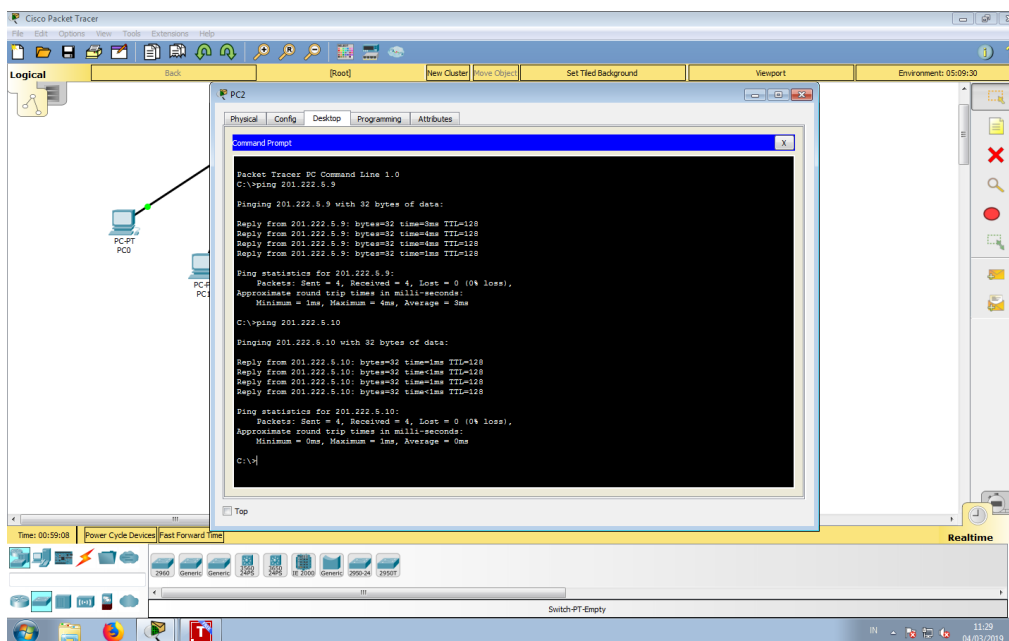 Cisco Packet Tracer
File Edit Options View Tools Extensions Help
Logical Back [Root] New Cluster Move Object Set Tiled Background Viewport Environment: 05:09:30
PC2
Physical Config Desktop Programming Attributes
Command Prompt X
Packet Tracer PC Command Line 1.0
C:\>ping 201.222.5.9
Pinging 201.222.5.9 with 32 bytes of data:
Reply from 201.222.5.9: bytes=32 time=3ms TTL=128
Reply from 201.222.5.9: bytes=32 time=4ms TTL=128
Reply from 201.222.5.9: bytes=32 time=4ms TTL=128
Reply from 201.222.5.9: bytes=32 time=1ms TTL=128
Ping statistics for 201.222.5.9:
Packets: Sent = 4, Received = 4, Lost = 0 (0% loss),
Approximate round trip times in milli-seconds:
Minimum = 1ms, Maximum = 4ms, Average = 3ms
C:\>ping 201.222.5.10
Pinging 201.222.5.10 with 32 bytes of data:
Reply from 201.222.5.10: bytes=32 time=1ms TTL=128
Reply from 201.222.5.10: bytes=32 time<1ms TTL=128
Reply from 201.222.5.10: bytes=32 time=1ms TTL=128
Reply from 201.222.5.10: bytes=32 time<1ms TTL=128
Ping statistics for 201.222.5.10:
Packets: Sent = 4, Received = 4, Lost = 0 (0% loss),
Approximate round trip times in milli-seconds:
Minimum = 0ms, Maximum = 1ms, Average = 0ms
C:\>
PC-PT
PC0
PC-P
PC1
Top
Time: 00:59:08 Power Cycle Devices Fast Forward Time Realtime
2960 Generic Generic 3560 24PS 3650 24PS IE 2000 Generic 2950-24 2950T
Switch-PT-Empty
IN 11:29
04/03/2019